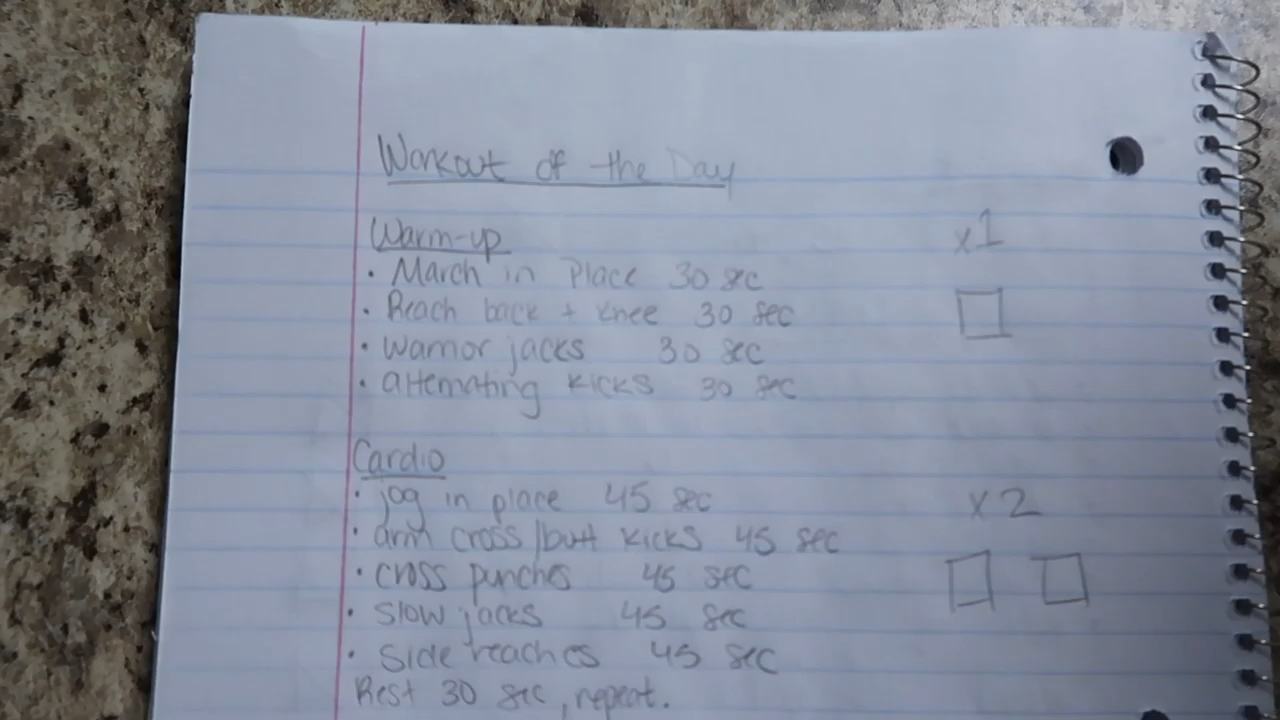 Workout of the Day
Warm-up x1
• March in Place 30 sec
• Reach back + knee 30 sec
• Warrior jacks 30 sec
• alternating kicks 30 sec
Cardio
• jog in place 45 sec x2
• arm cross/butt kicks 45 sec
• cross punches 45 sec
• Slow jacks 45 sec
• Side reaches 45 sec
Rest 30 sec, repeat.